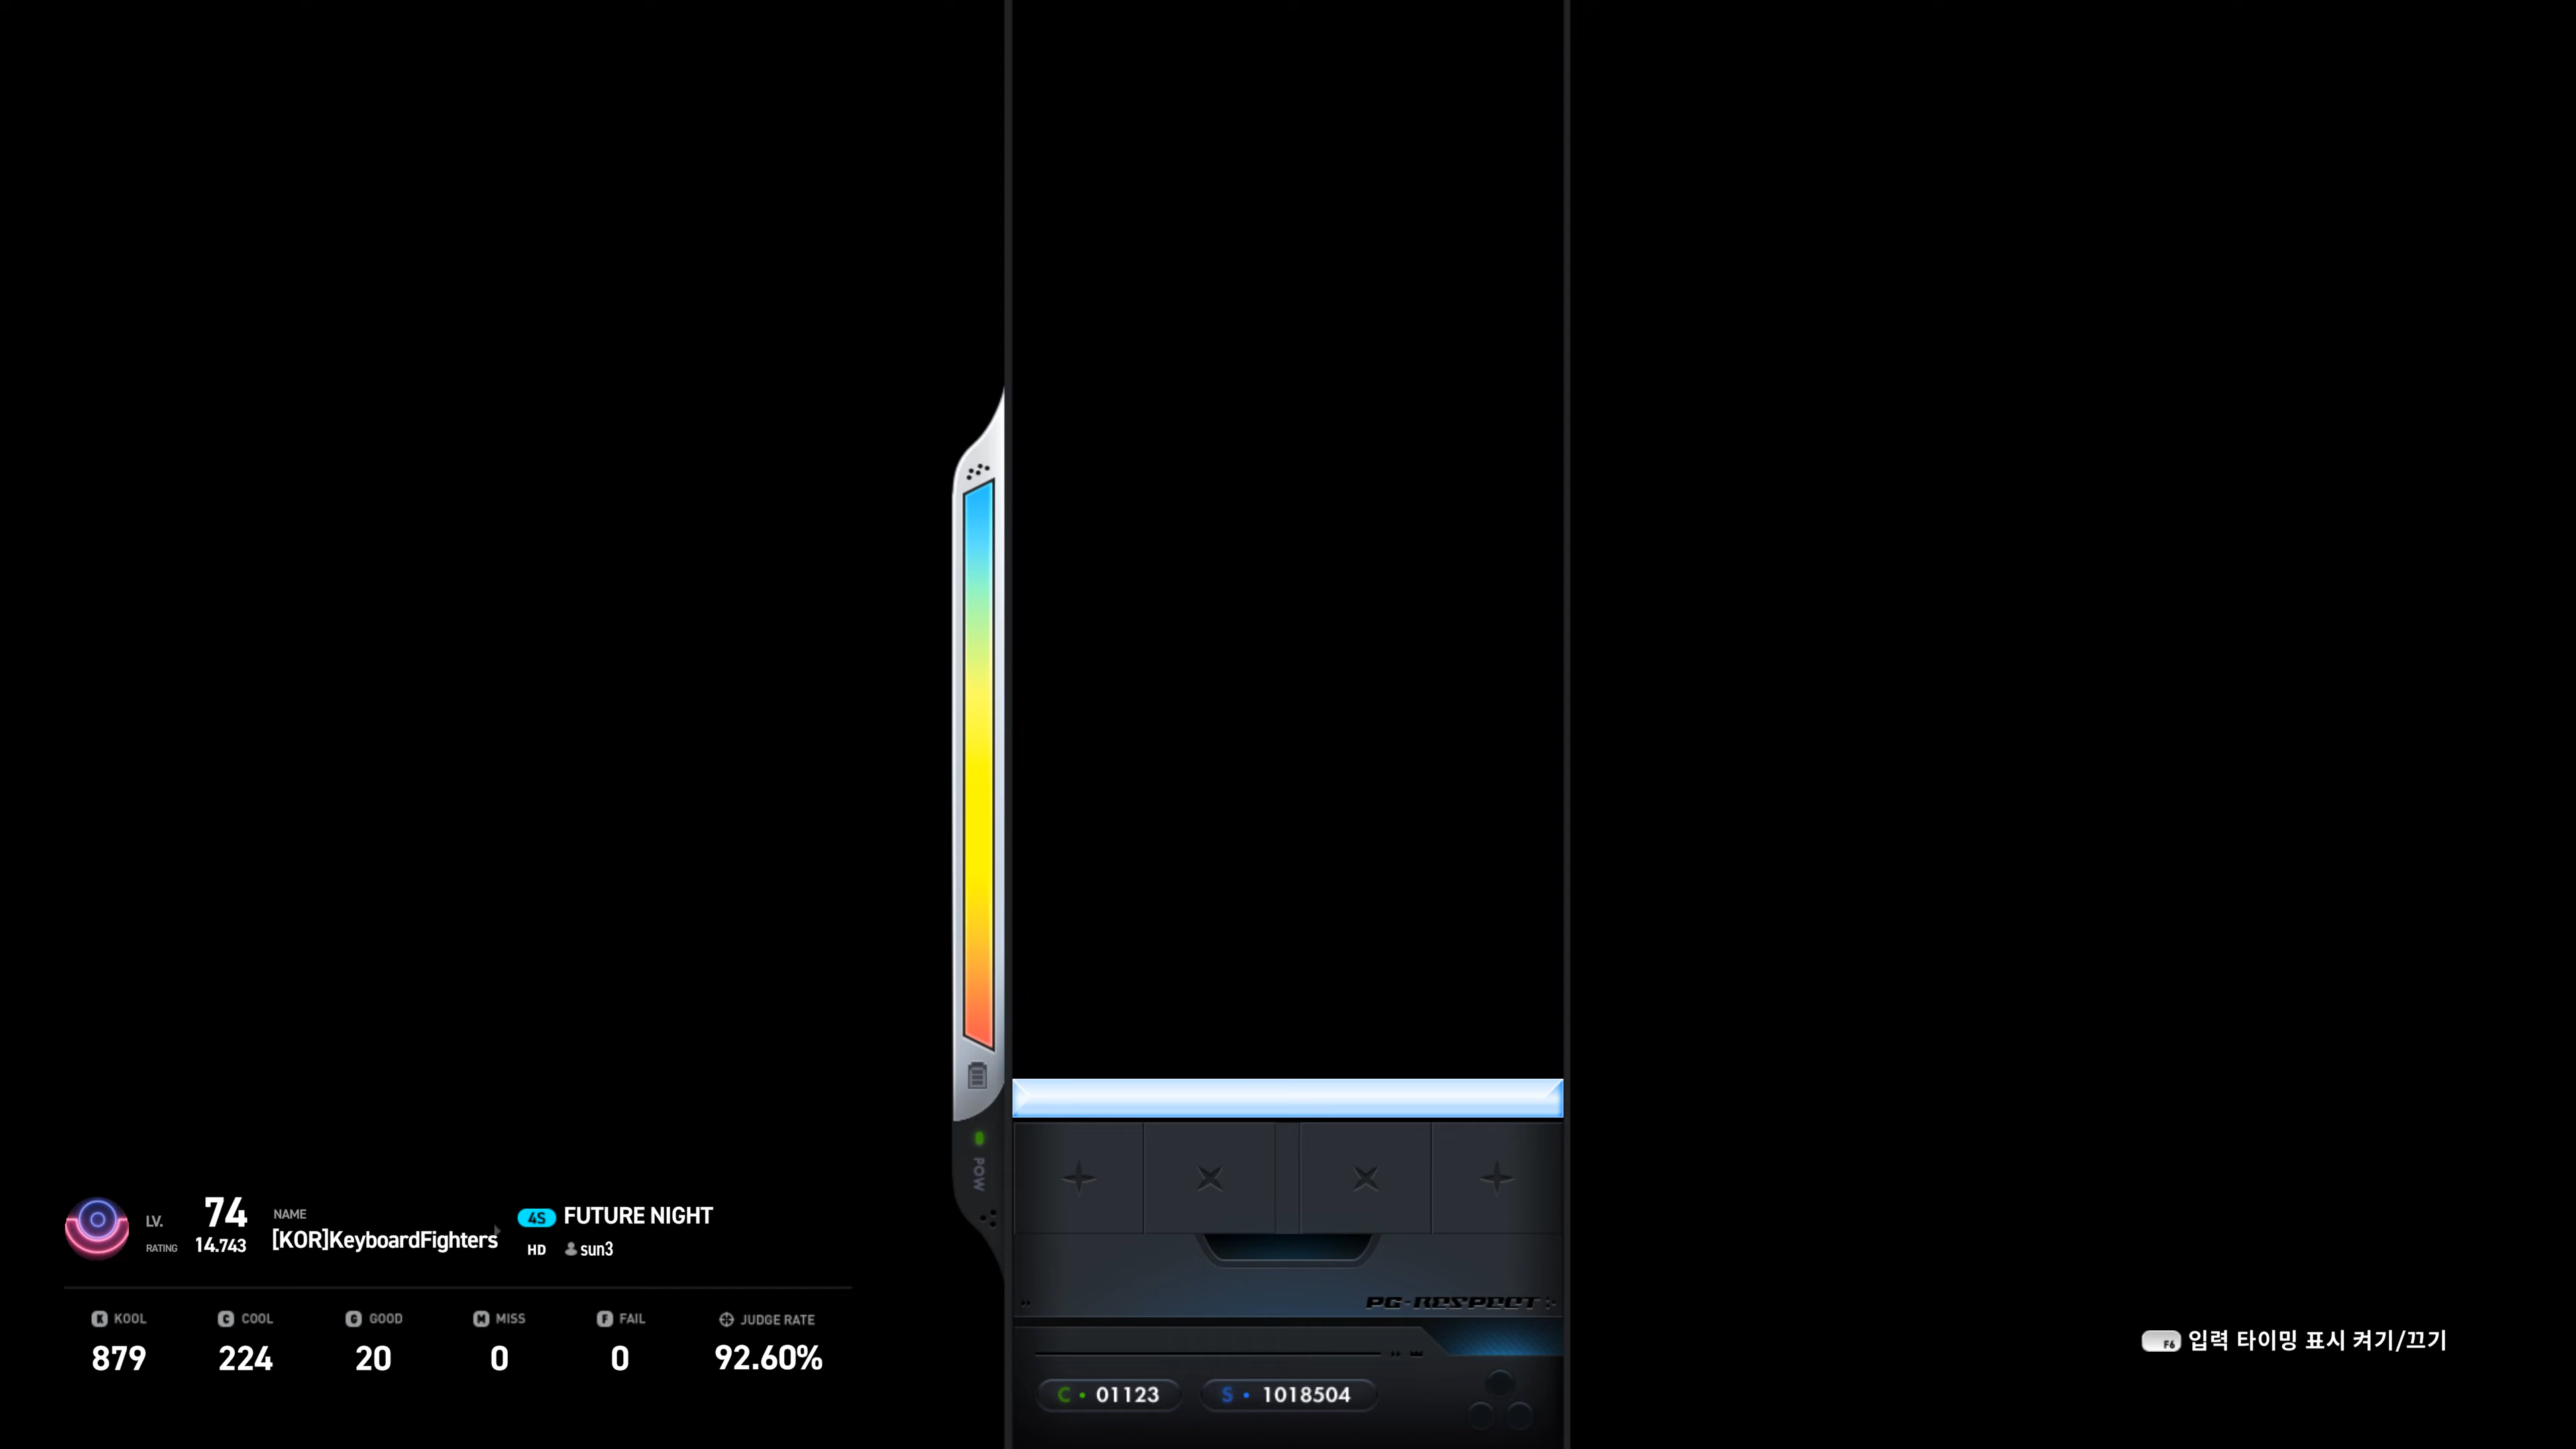 POW
LV. 74
RATING 14.743
NAME
[KOR]KeyboardFighters
4S FUTURE NIGHT
HD sun3
K KOOL C COOL G GOOD M MISS F FAIL JUDGE RATE
879 224 20 0 0 92.60%
PG-RESPECT
C 01123 S 1018504
F6 입력 타이밍 표시 켜기/끄기